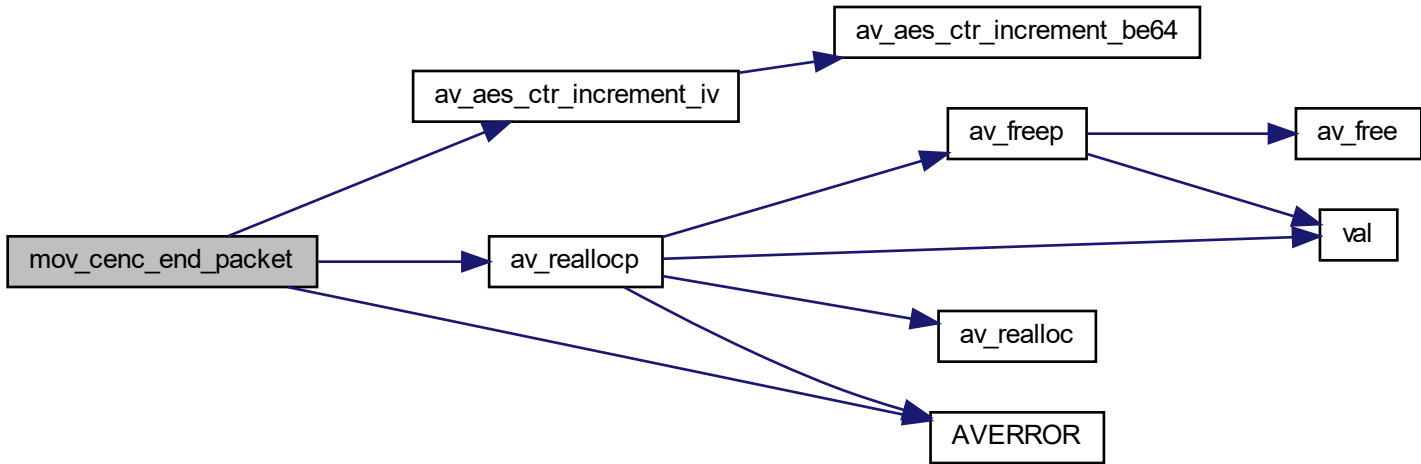 av_aes_ctr_increment_be64
av_aes_ctr_increment_iv
av_freep
av_free
val
mov_cenc_end_packet
av_reallocp
av_realloc
AVERROR